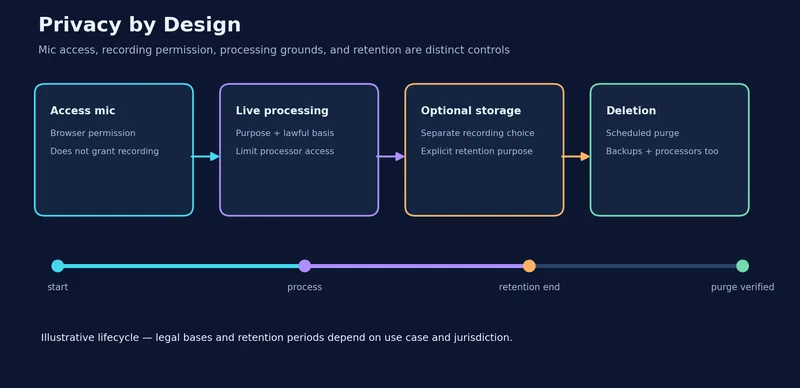 Privacy by Design
Mic access, recording permission, processing grounds, and retention are distinct controls
Access mic
Browser permission
Does not grant recording
Live processing
Purpose + lawful basis
Limit processor access
Optional storage
Separate recording choice
Explicit retention purpose
Deletion
Scheduled purge
Backups + processors too
start
process
retention end
purge verified
Illustrative lifecycle — legal bases and retention periods depend on use case and jurisdiction.